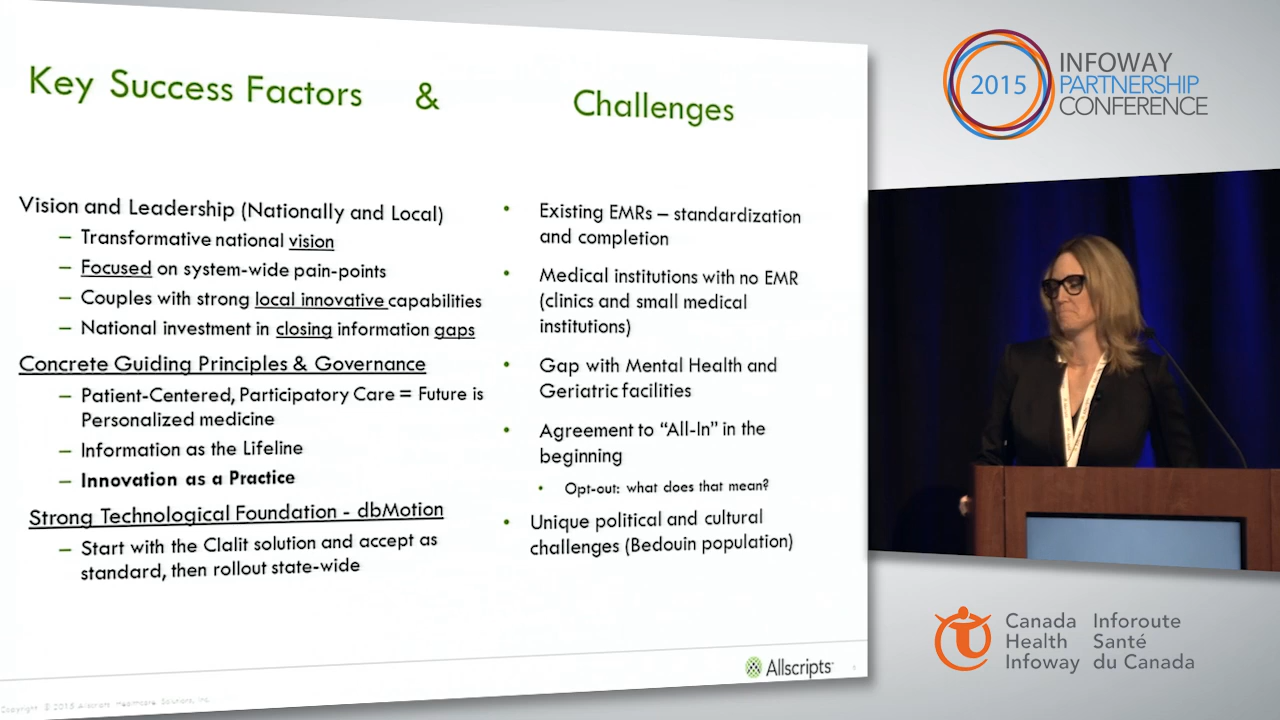 Key Success Factors & Challenges
Vision and Leadership (Nationally and Local)
– Transformative national vision
– Focused on system-wide pain-points
– Couples with strong local innovative capabilities
– National investment in closing information gaps
Concrete Guiding Principles & Governance
– Patient-Centered, Participatory Care = Future is
Personalized medicine
– Information as the Lifeline
– Innovation as a Practice
Strong Technological Foundation - dbMotion
– Start with the Clalit solution and accept as
standard, then rollout state-wide
• Existing EMRs – standardization
and completion
• Medical institutions with no EMR
(clinics and small medical
institutions)
• Gap with Mental Health and
Geriatric facilities
• Agreement to “All-In” in the
beginning
• Opt-out: what does that mean?
• Unique political and cultural
challenges (Bedouin population)
Allscripts
Copyright © 2015 Allscripts Healthcare Solutions, Inc.
2015
INFOWAY
PARTNERSHIP
CONFERENCE
Canada
Health
Infoway
Inforoute
Santé
du Canada